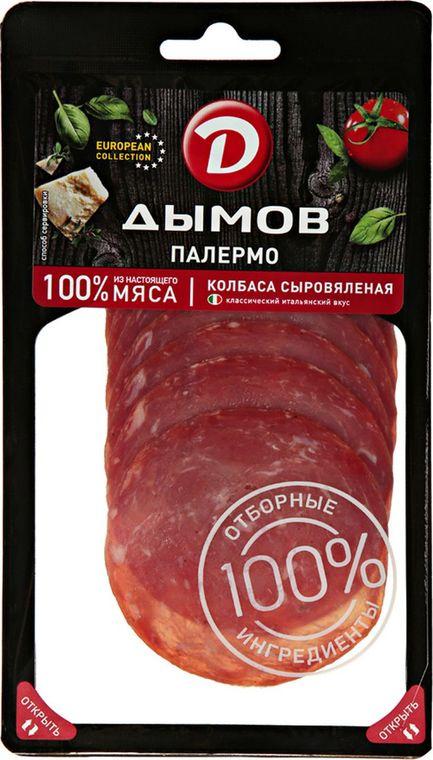 EUROPEAN
COLLECTION
D
ДЫМОВ
ПАЛЕРМО
способ сервировки
100% ИЗ НАСТОЯЩЕГО МЯСА
КОЛБАСА СЫРОВЯЛЕНАЯ
классический итальянский вкус
ОТБОРНЫЕ
100%
ИНГРЕДИЕНТЫ
ОТКРЫТЬ
ОТКРЫТЬ